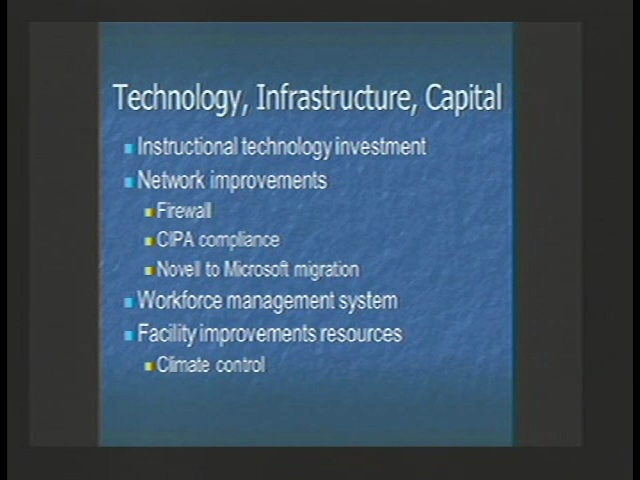 Technology, Infrastructure, Capital
Instructional technology investment
Network improvements
Firewall
CIPA compliance
Novell to Microsoft migration
Workforce management system
Facility improvements resources
Climate control